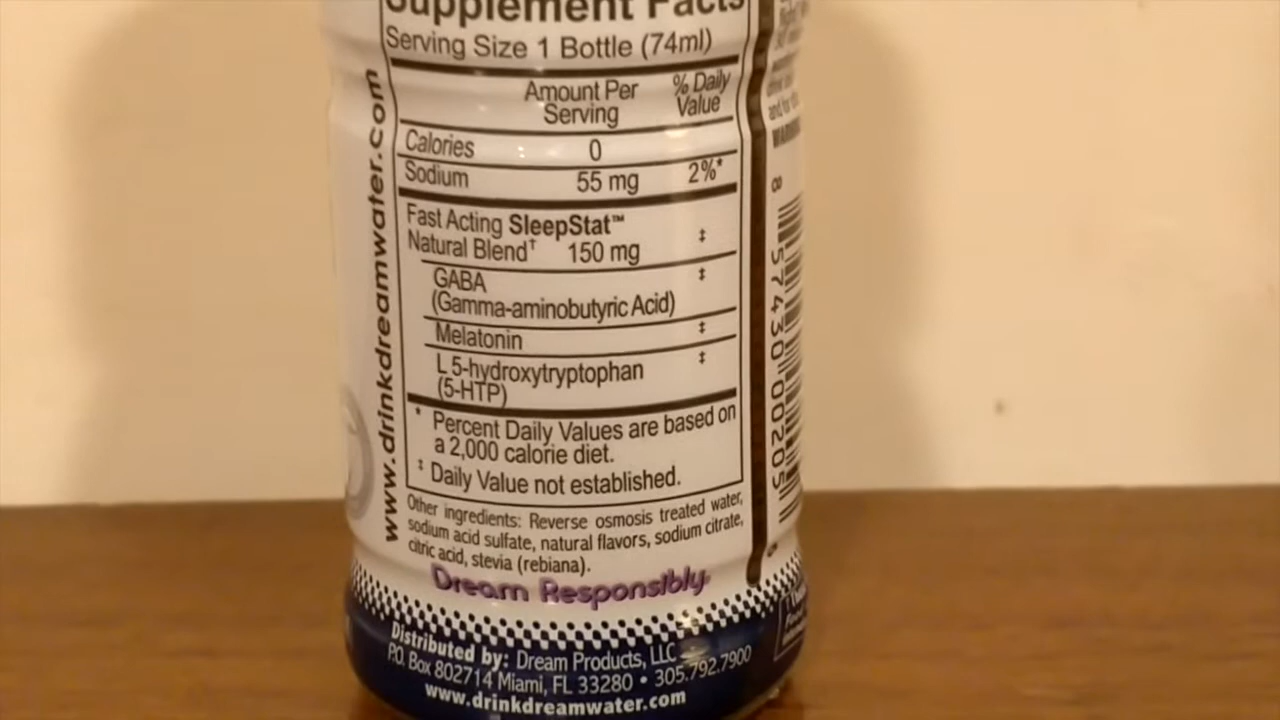 Supplement Facts
Serving Size 1 Bottle (74ml)
Amount Per
Serving
% Daily
Value
Calories 0
Sodium 55 mg 2%*
Fast Acting SleepStat™
Natural Blend† 150 mg ‡
GABA ‡
(Gamma-aminobutyric Acid)
Melatonin ‡
L 5-hydroxytryptophan ‡
(5-HTP)
* Percent Daily Values are based on
a 2,000 calorie diet.
‡ Daily Value not established.
Other ingredients: Reverse osmosis treated water,
sodium acid sulfate, natural flavors, sodium citrate,
citric acid, stevia (rebiana).
Dream Responsibly.
Distributed by: Dream Products, LLC
P.O. Box 802714 Miami, FL 33280 • 305.792.7900
www.drinkdreamwater.com
www.drinkdreamwater.com
8 57430 00205